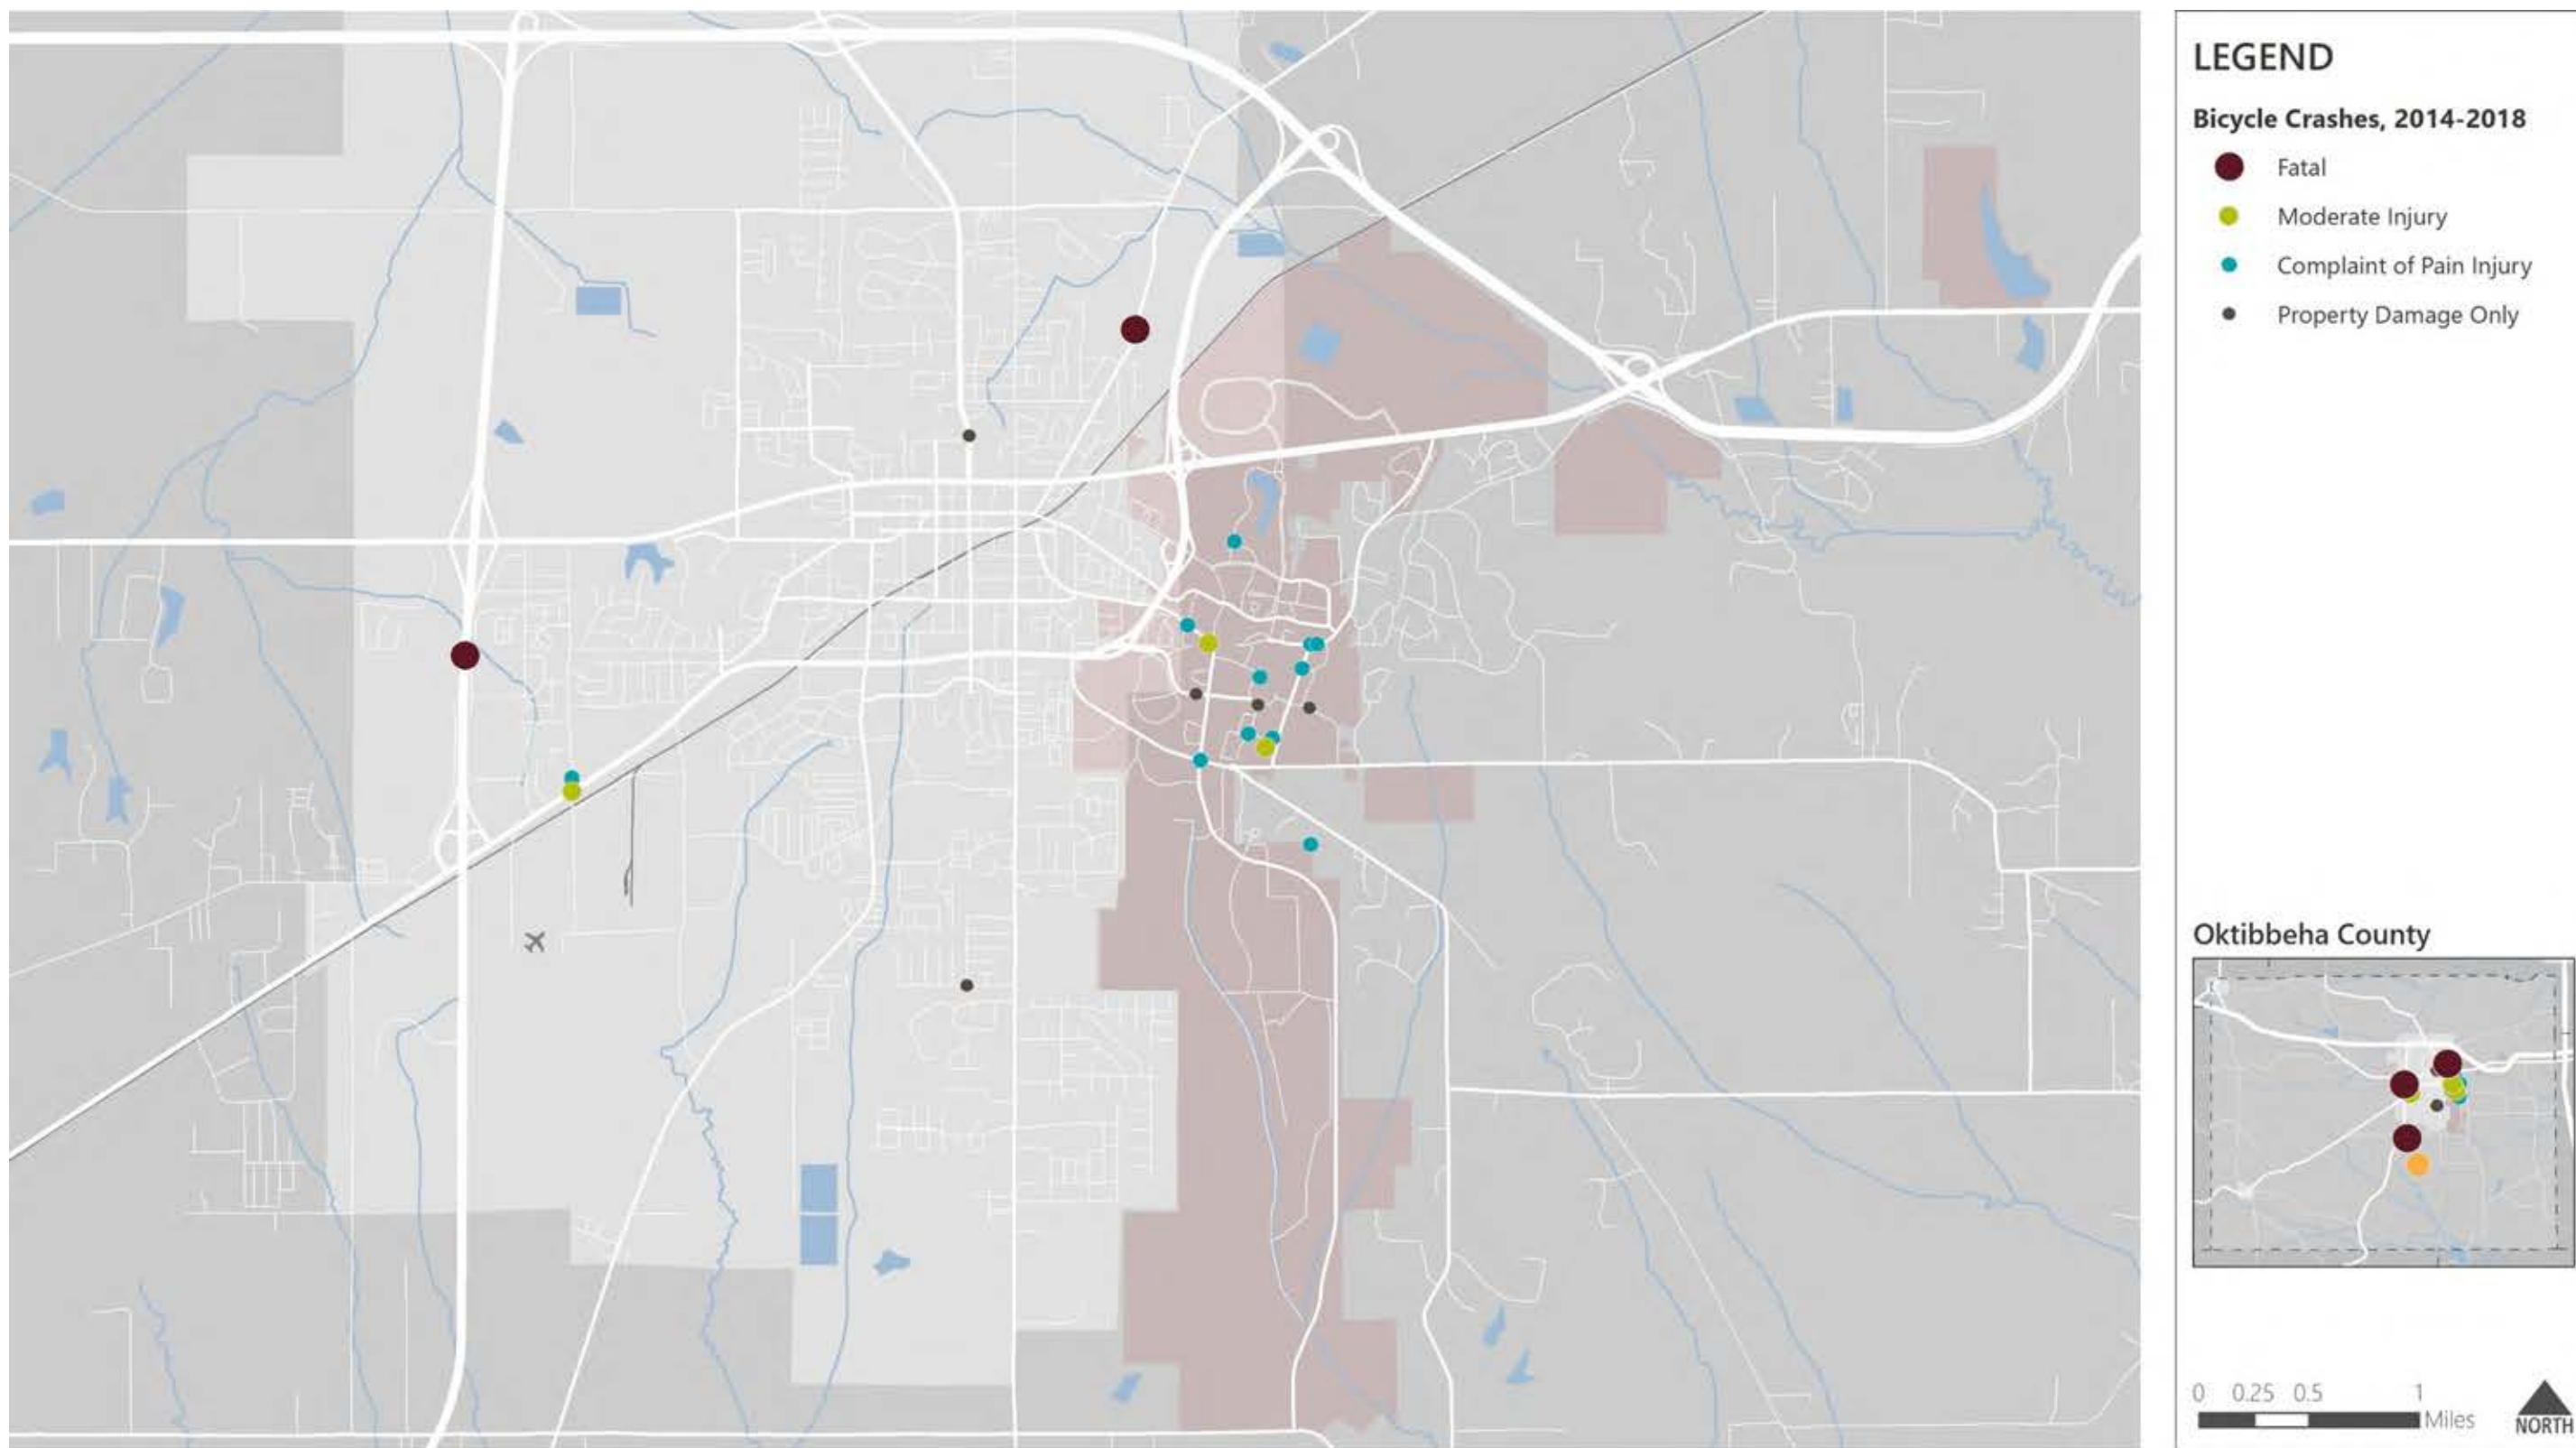 LEGEND
Bicycle Crashes, 2014-2018
Fatal
Moderate Injury
Complaint of Pain Injury
Property Damage Only
Oktibbeha County
0 0.25 0.5 1
Miles
NORTH